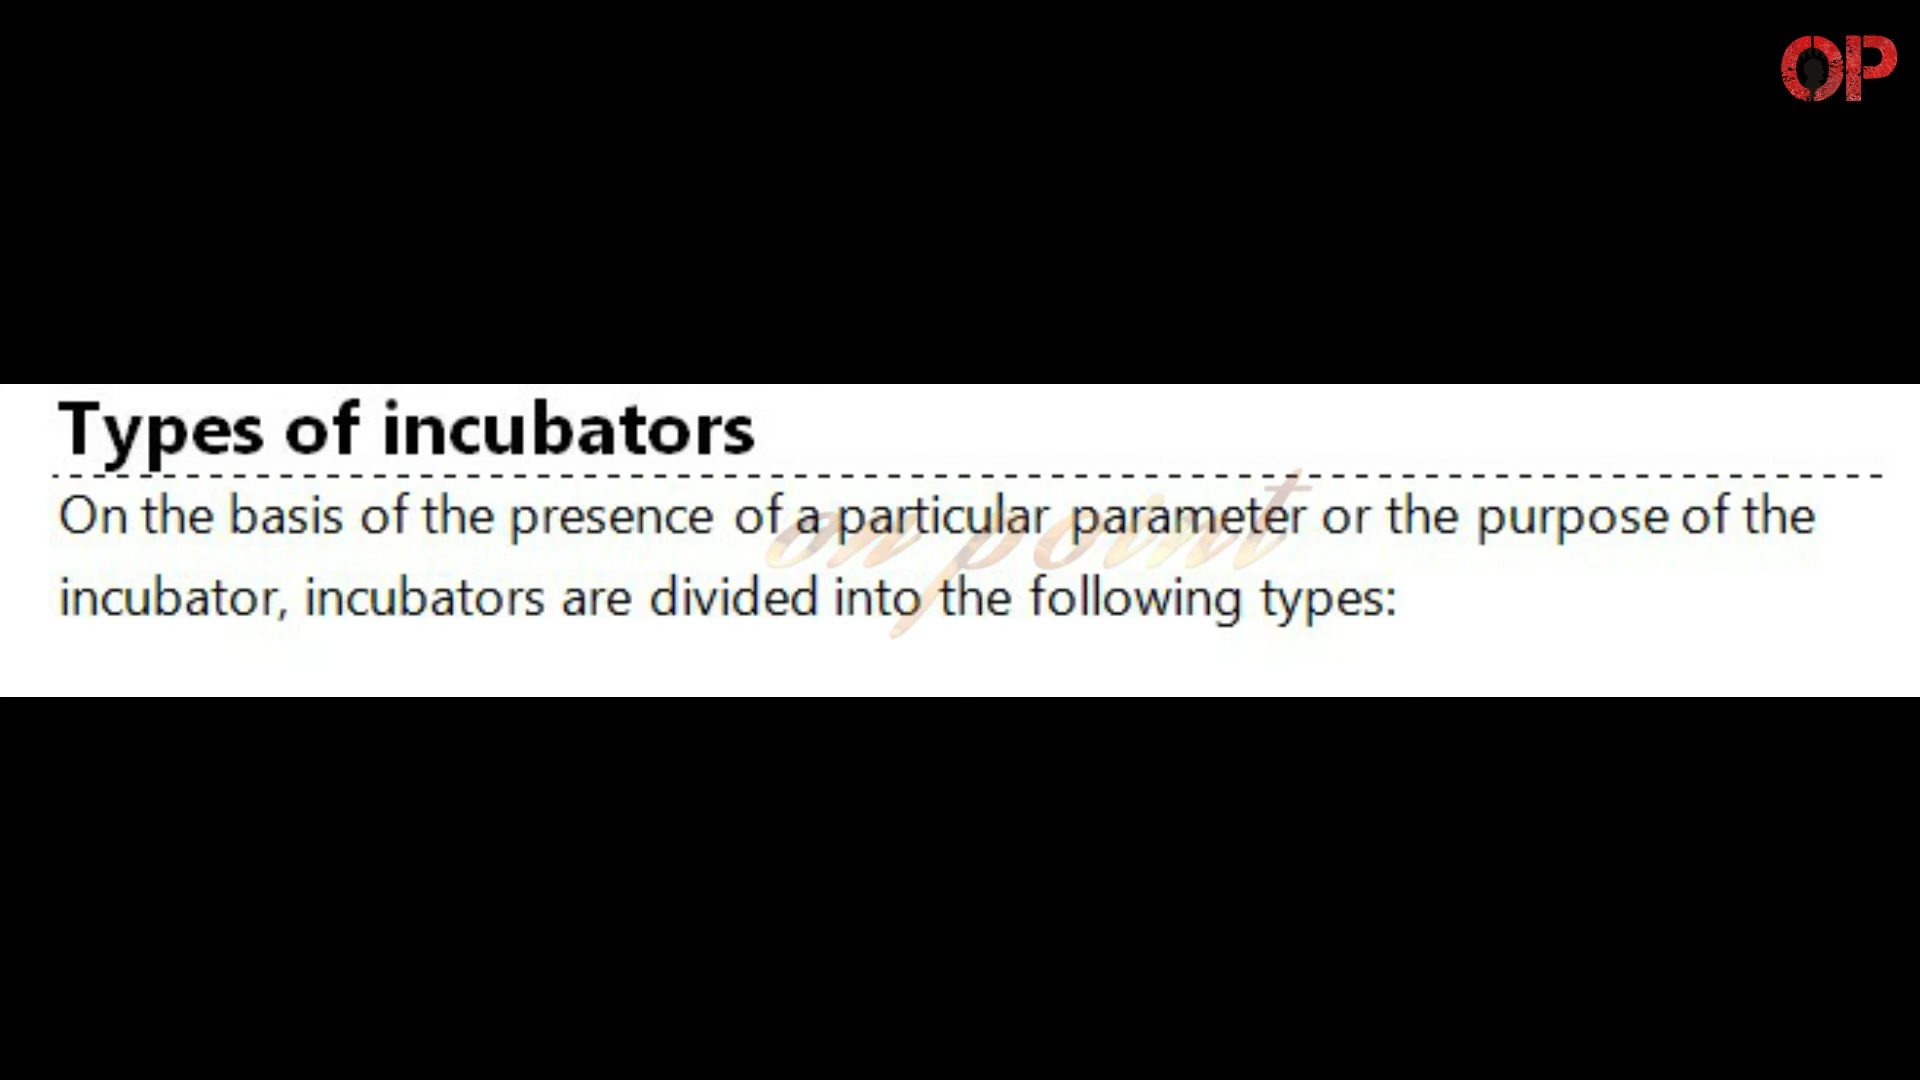 OP
Types of incubators
On the basis of the presence of a particular parameter or the purpose of the
incubator, incubators are divided into the following types:
on point